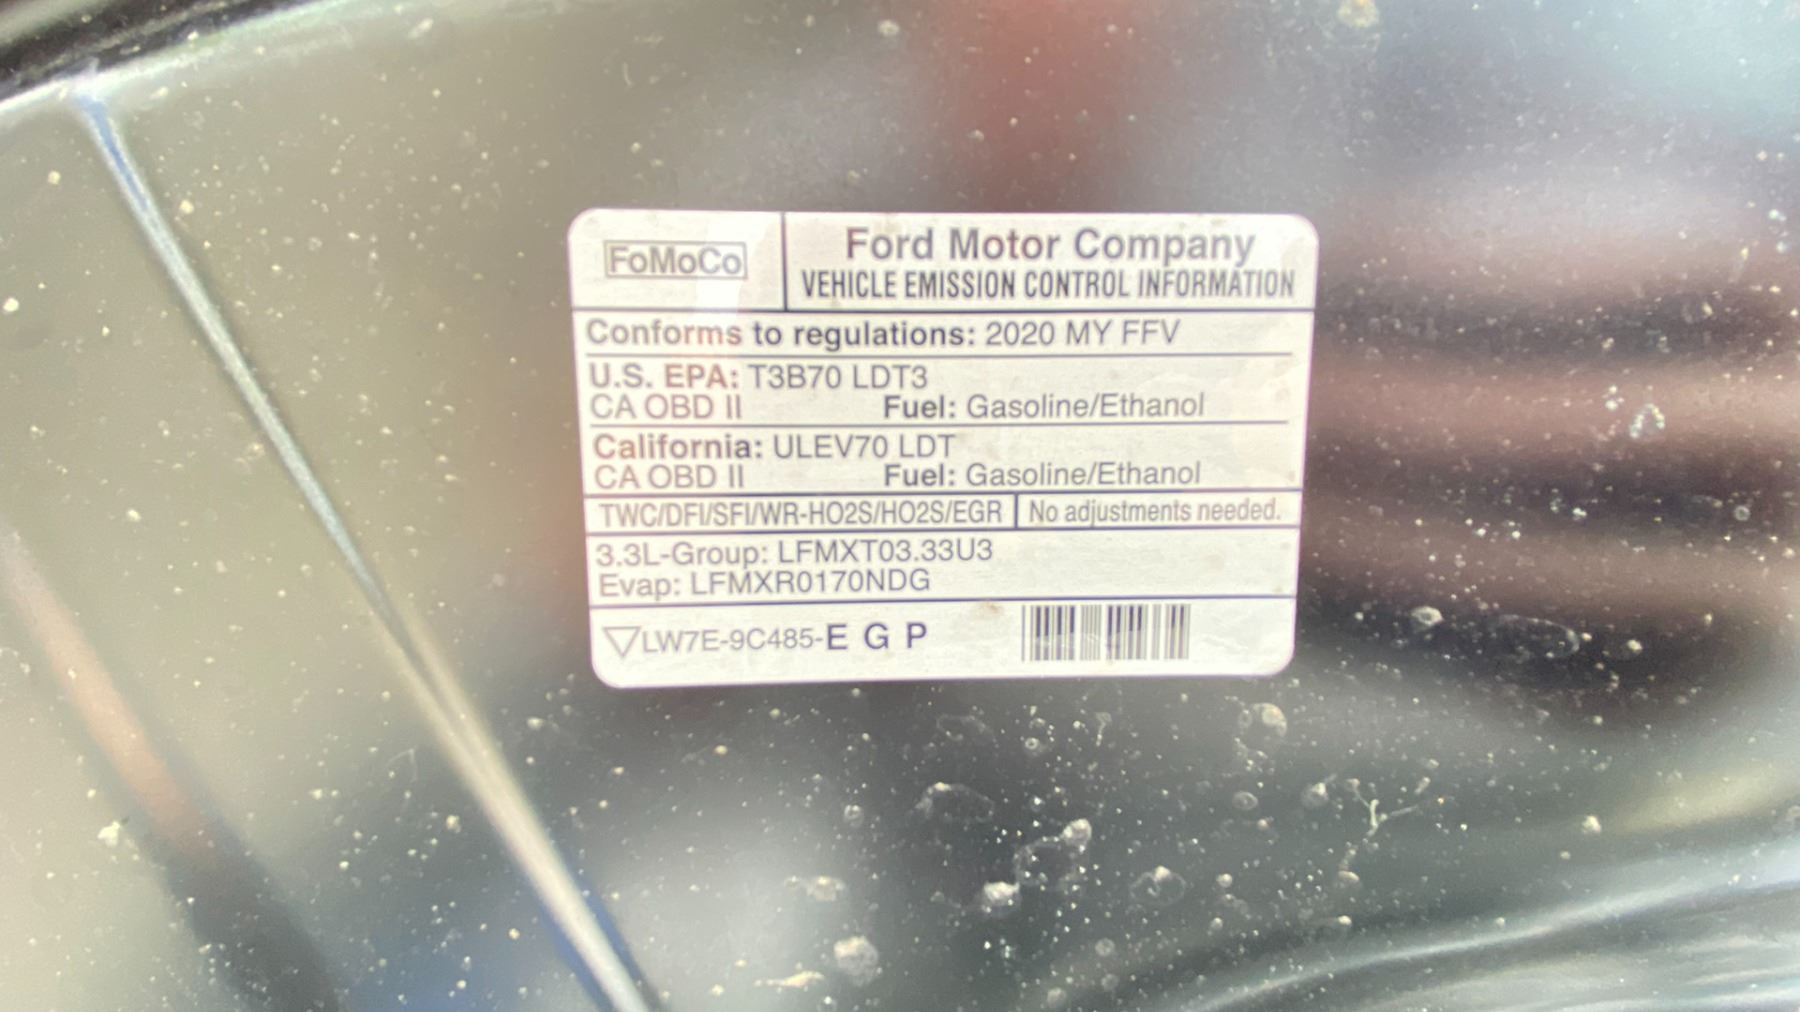 FoMoCo
Ford Motor Company
VEHICLE EMISSION CONTROL INFORMATION
Conforms to regulations: 2020 MY FFV
U.S. EPA: T3B70 LDT3
CA OBD II Fuel: Gasoline/Ethanol
California: ULEV70 LDT
CA OBD II Fuel: Gasoline/Ethanol
TWC/DFI/SFI/WR-HO2S/HO2S/EGR No adjustments needed.
3.3L-Group: LFMXT03.33U3
Evap: LFMXR0170NDG
▽LW7E-9C485-E G P